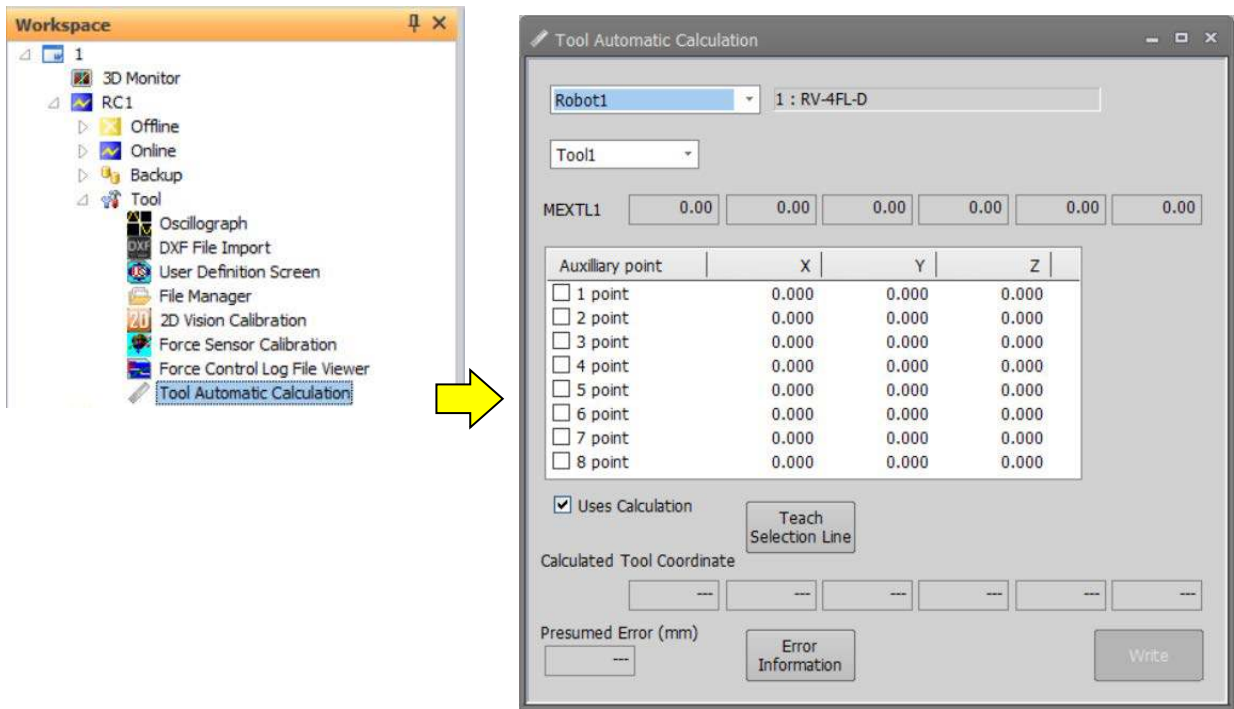 Workspace
1
3D Monitor
RC1
Offline
Online
Backup
Tool
Oscillograph
DXF DXF File Import
User Definition Screen
File Manager
2D 2D Vision Calibration
Force Sensor Calibration
Force Control Log File Viewer
Tool Automatic Calculation
Tool Automatic Calculation
Robot1 1 : RV-4FL-D
Tool1
MEXTL1 0.00 0.00 0.00 0.00 0.00 0.00
Auxiliary point X Y Z
1 point 0.000 0.000 0.000
2 point 0.000 0.000 0.000
3 point 0.000 0.000 0.000
4 point 0.000 0.000 0.000
5 point 0.000 0.000 0.000
6 point 0.000 0.000 0.000
7 point 0.000 0.000 0.000
8 point 0.000 0.000 0.000
Uses Calculation
Teach
Selection Line
Calculated Tool Coordinate
--- --- --- --- --- ---
Presumed Error (mm)
---
Error
Information
Write